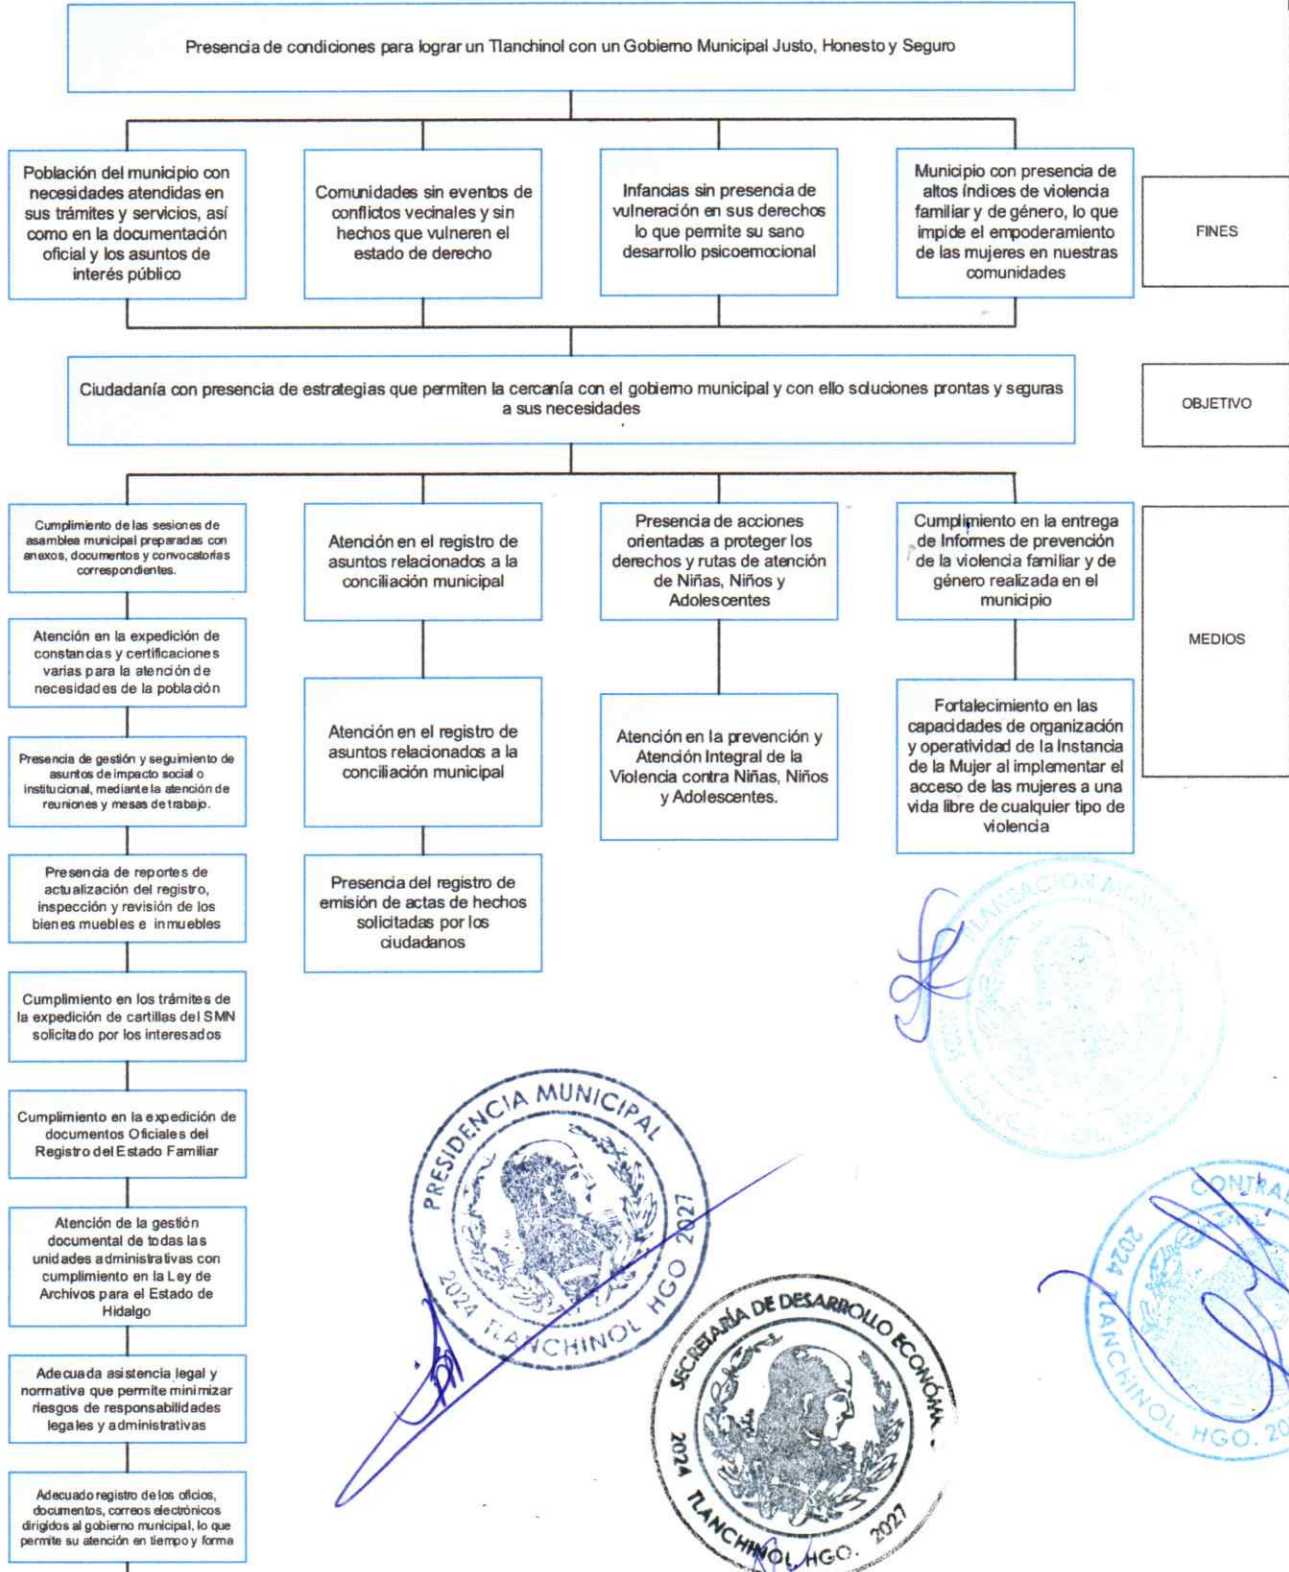 Presencia de condiciones para lograr un Tlanchinol con un Gobierno Municipal Justo, Honesto y Seguro
Población del municipio con
necesidades atendidas en
sus trámites y servicios, así
como en la documentación
oficial y los asuntos de
interés público
Comunidades sin eventos de
conflictos vecinales y sin
hechos que vulneren el
estado de derecho
Infancias sin presencia de
vulneración en sus derechos
lo que permite su sano
desarrollo psicoemocional
Municipio con presencia de
altos índices de violencia
familiar y de género, lo que
impide el empoderamiento
de las mujeres en nuestras
comunidades
FINES
Ciudadanía con presencia de estrategias que permiten la cercanía con el gobierno municipal y con ello soluciones prontas y seguras
a sus necesidades
OBJETIVO
Cumplimiento de las sesiones de
asamblea municipal preparadas con
anexos, documentos y convocatorias
correspondientes.
Atención en la expedición de
constancias y certificaciones
varias para la atención de
necesidades de la población
Presencia de gestión y seguimiento de
asuntos de impacto social o
institucional, mediante la atención de
reuniones y mesas de trabajo.
Presencia de reportes de
actualización del registro,
inspección y revisión de los
bienes muebles e inmuebles
Cumplimiento en los trámites de
la expedición de cartillas del SMN
solicitado por los interesados
Cumplimiento en la expedición de
documentos Oficiales del
Registro del Estado Familiar
Atención de la gestión
documental de todas las
unidades administrativas con
cumplimiento en la Ley de
Archivos para el Estado de
Hidalgo
Adecuada asistencia legal y
normativa que permite minimizar
riesgos de responsabilidades
legales y administrativas
Adecuado registro de los oficios,
documentos, correos electrónicos
dirigidos al gobierno municipal, lo que
permite su atención en tiempo y forma
Atención en el registro de
asuntos relacionados a la
conciliación municipal
Atención en el registro de
asuntos relacionados a la
conciliación municipal
Presencia del registro de
emisión de actas de hechos
solicitadas por los
ciudadanos
Presencia de acciones
orientadas a proteger los
derechos y rutas de atención
de Niñas, Niños y
Adolescentes
Atención en la prevención y
Atención Integral de la
Violencia contra Niñas, Niños
y Adolescentes.
Cumplimiento en la entrega
de Informes de prevención
de la violencia familiar y de
género realizada en el
municipio
Fortalecimiento en las
capacidades de organización
y operatividad de la Instancia
de la Mujer al implementar el
acceso de las mujeres a una
vida libre de cualquier tipo de
violencia
MEDIOS
PLANEACION
2024
PRESIDENCIA MUNICIPAL
2024 TLANCHINOL HGO 2027
SECRETARÍA DE DESARROLLO
2024 TLANCHINOL, HGO. 2027
2024 TLANCHINOL, HGO.